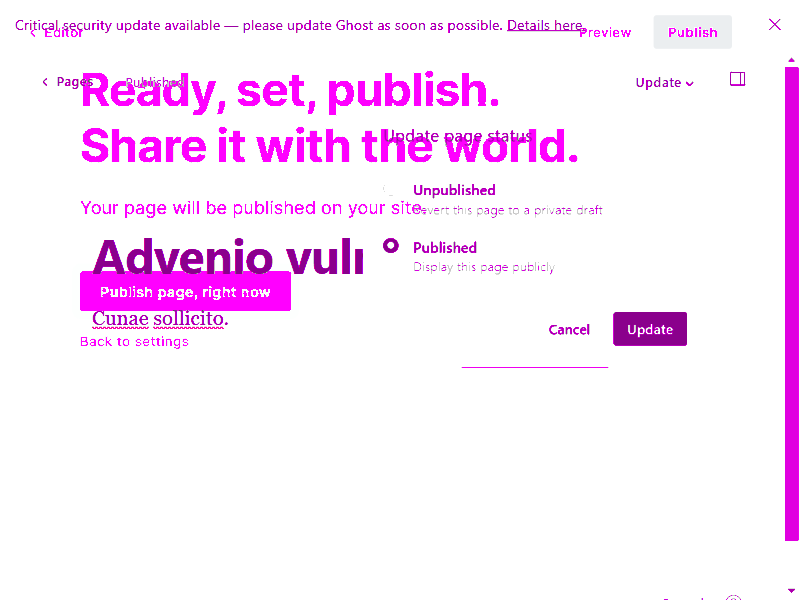 Critical security update available — please update Ghost as soon as possible. Details here.
Editor
Preview
Publish
Pages
Published
Update
Ready, set, publish.
Update page status
Share it with the world.
Unpublished
Your page will be published on your site.
Revert this page to a private draft
Advenio vulı
Published
Display this page publicly
Publish page, right now
Cunae sollicito.
Cancel
Update
Back to settings